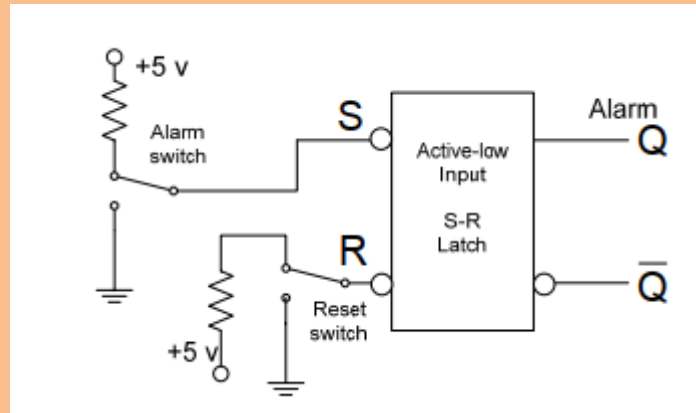 +5 v
Alarm
switch
S
Active-low
Input
S-R
Latch
Alarm
Q
R
Reset
switch
+5 v
Q̅